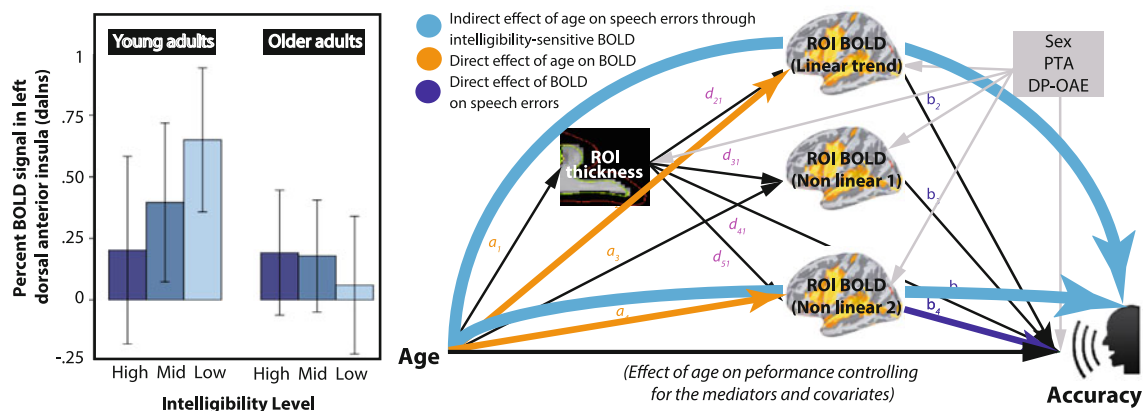 Percent BOLD signal in left
dorsal anterior insula (daIns)
Young adults
Older adults
1
.75
.50
.25
0
-.25
High Mid Low
High Mid Low
Intelligibility Level
Indirect effect of age on speech errors through
intelligibility-sensitive BOLD
Direct effect of age on BOLD
Direct effect of BOLD
on speech errors
ROI BOLD
(Linear trend)
Sex
PTA
DP-OAE
d21
b2
ROI
thickness
d31
ROI BOLD
(Non linear 1)
d41
a1
a3
d51
ROI BOLD
(Non linear 2)
b4
Age
(Effect of age on peformance controlling
for the mediators and covariates)
Accuracy